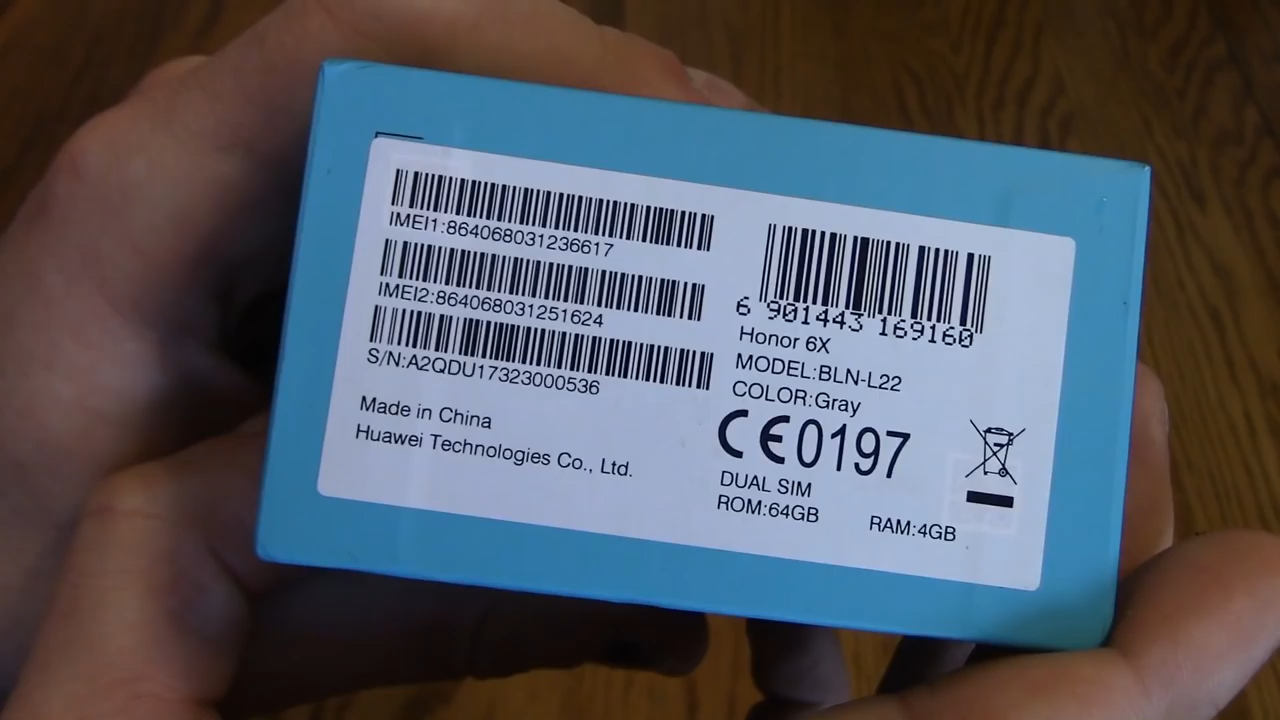 IMEI1:864068031236617
IMEI2:864068031251624
S/N:A2QDU17323000536
Made in China
Huawei Technologies Co., Ltd.
6 901443 169160
Honor 6X
MODEL:BLN-L22
COLOR:Gray
CE0197
DUAL SIM
ROM:64GB RAM:4GB